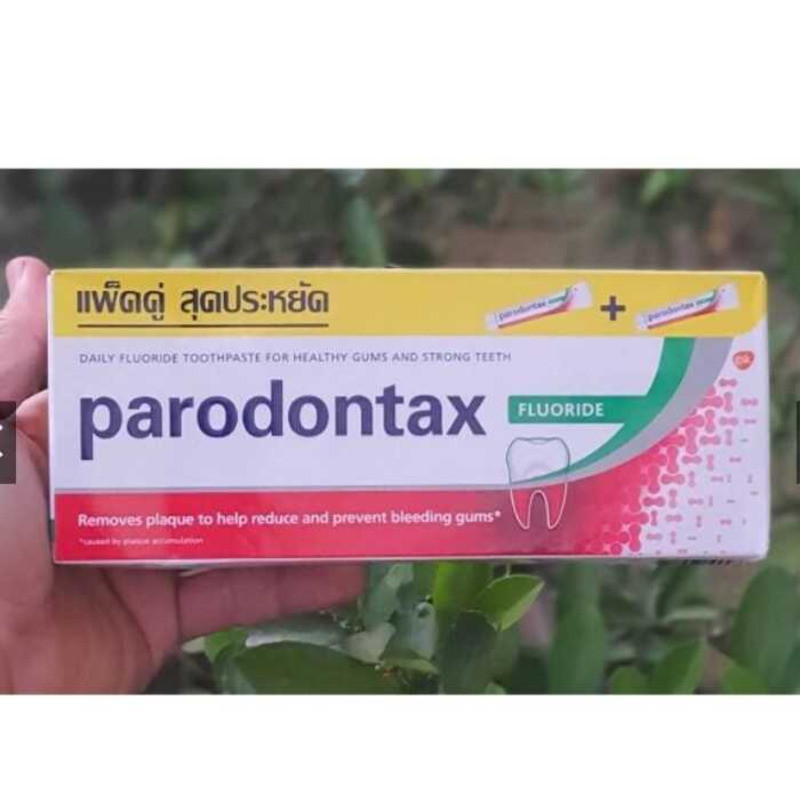 แพ็คคู่ สุดประหยัด
parodontax
+
parodontax
DAILY FLUORIDE TOOTHPASTE FOR HEALTHY GUMS AND STRONG TEETH
gsk
parodontax
FLUORIDE
Removes plaque to help reduce and prevent bleeding gums*
*caused by plaque accumulation